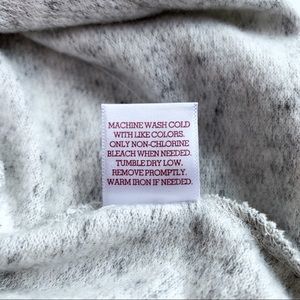 MACHINE WASH COLD
WITH LIKE COLORS.
ONLY NON-CHLORINE
BLEACH WHEN NEEDED.
TUMBLE DRY LOW.
REMOVE PROMPTLY.
WARM IRON IF NEEDED.